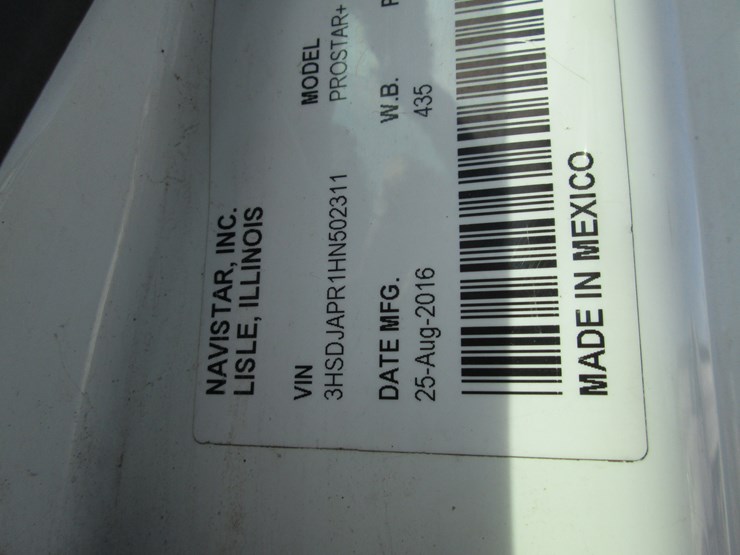 NAVISTAR, INC.
LISLE, ILLINOIS
VIN MODEL
3HSDJAPR1HN502311 PROSTAR+
DATE MFG. W.B.
25-Aug-2016 435
MADE IN MEXICO